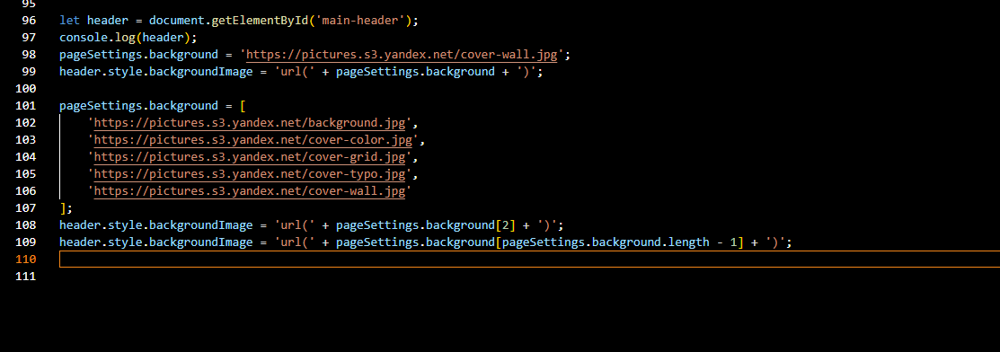 95
96 let header = document.getElementById('main-header');
97 console.log(header);
98 pageSettings.background = 'https://pictures.s3.yandex.net/cover-wall.jpg';
99 header.style.backgroundImage = 'url(' + pageSettings.background + ')';
100
101 pageSettings.background = [
102 'https://pictures.s3.yandex.net/background.jpg',
103 'https://pictures.s3.yandex.net/cover-color.jpg',
104 'https://pictures.s3.yandex.net/cover-grid.jpg',
105 'https://pictures.s3.yandex.net/cover-typo.jpg',
106 'https://pictures.s3.yandex.net/cover-wall.jpg'
107 ];
108 header.style.backgroundImage = 'url(' + pageSettings.background[2] + ')';
109 header.style.backgroundImage = 'url(' + pageSettings.background[pageSettings.background.length - 1] + ')';
110
111